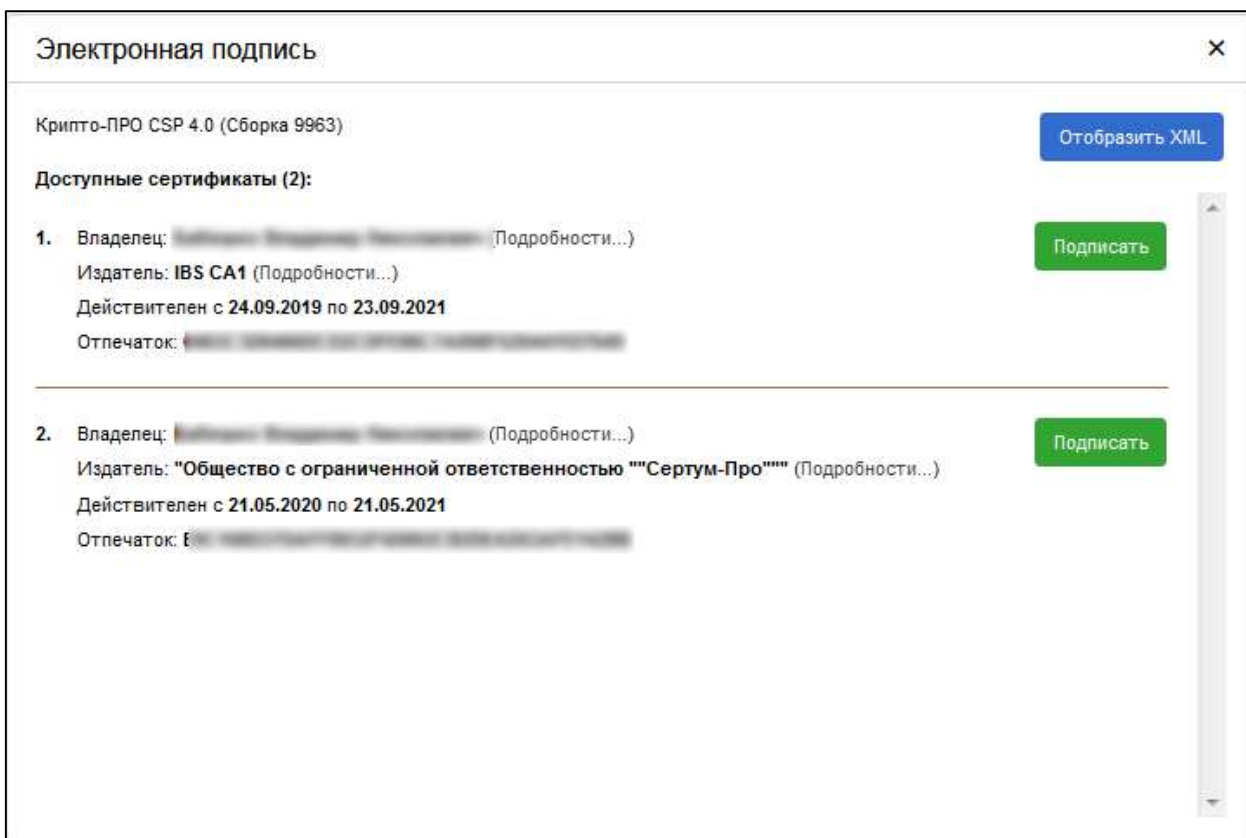 Электронная подпись
Крипто-ПРО CSP 4.0 (Сборка 9963)
Отобразить XML
Доступные сертификаты (2):
1. Владелец: (Подробности...)
Подписать
Издатель: IBS CA1 (Подробности...)
Действителен с 24.09.2019 по 23.09.2021
Отпечаток:
2. Владелец: (Подробности...)
Подписать
Издатель: "Общество с ограниченной ответственностью ""Сертум-Про""" (Подробности...)
Действителен с 21.05.2020 по 21.05.2021
Отпечаток: